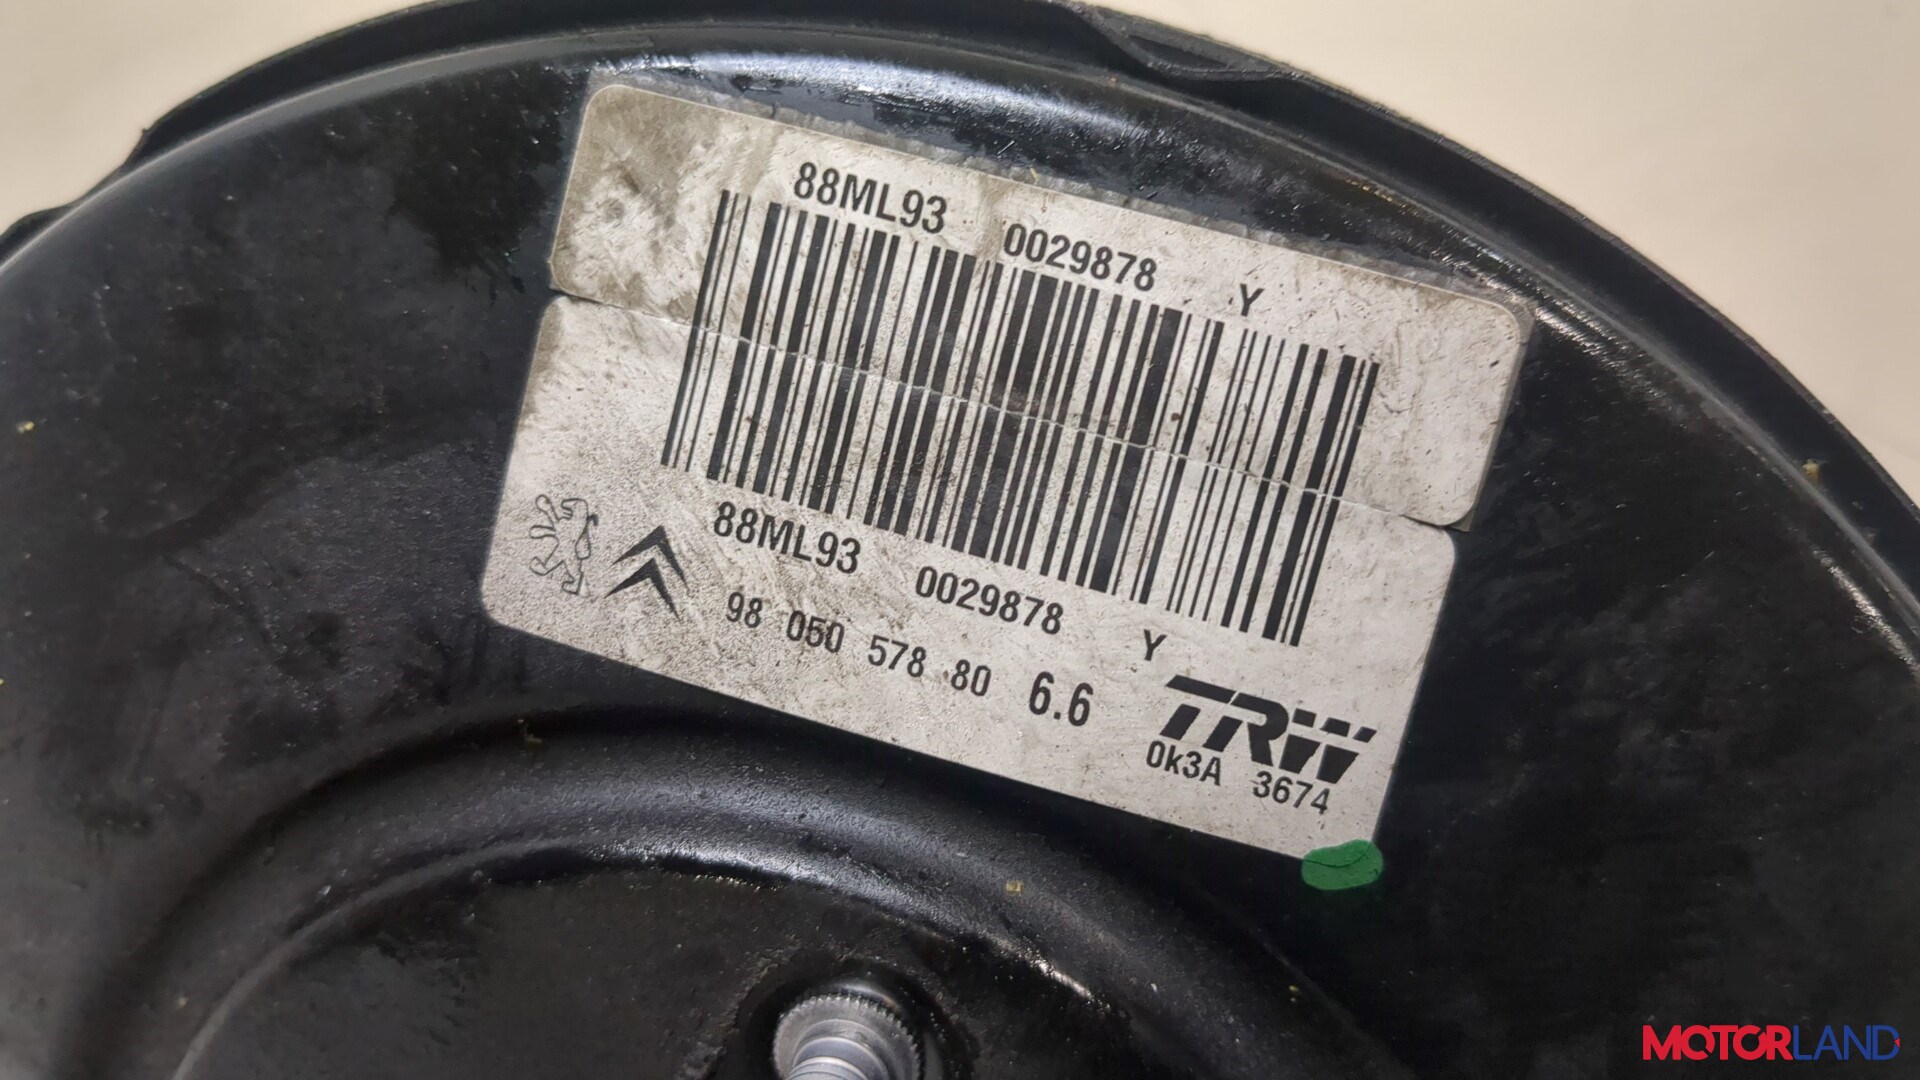 88ML93 0029878 Y
88ML93 0029878 Y
98 050 578 80 6.6
TRW
0k3A 3674
MOTORLAND